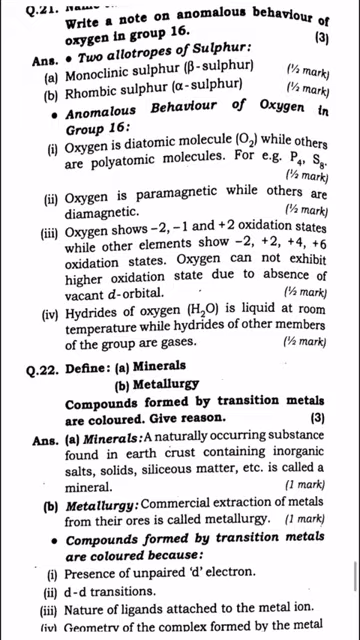 Q.21.
Write a note on anomalous behaviour of
oxygen in group 16. (3)
Ans. • Two allotropes of Sulphur:
(a) Monoclinic sulphur (β-sulphur) (½ mark)
(b) Rhombic sulphur (α-sulphur) (½ mark)
• Anomalous Behaviour of Oxygen in
Group 16:
(i) Oxygen is diatomic molecule (O₂) while others
are polyatomic molecules. For e.g. P₄, S₈.
(½ mark)
(ii) Oxygen is paramagnetic while others are
diamagnetic. (½ mark)
(iii) Oxygen shows −2, −1 and +2 oxidation states
while other elements show −2, +2, +4, +6
oxidation states. Oxygen can not exhibit
higher oxidation state due to absence of
vacant d-orbital. (½ mark)
(iv) Hydrides of oxygen (H₂O) is liquid at room
temperature while hydrides of other members
of the group are gases. (½ mark)
Q.22. Define: (a) Minerals
(b) Metallurgy
Compounds formed by transition metals
are coloured. Give reason. (3)
Ans. (a) Minerals: A naturally occurring substance
found in earth crust containing inorganic
salts, solids, siliceous matter, etc. is called a
mineral. (1 mark)
(b) Metallurgy: Commercial extraction of metals
from their ores is called metallurgy. (1 mark)
• Compounds formed by transition metals
are coloured because:
(i) Presence of unpaired 'd' electron.
(ii) d-d transitions.
(iii) Nature of ligands attached to the metal ion.
(iv) Geometry of the complex formed by the metal